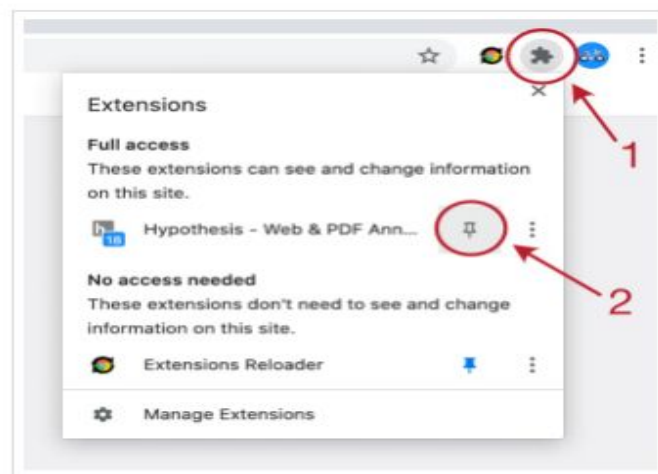 1
Extensions
Full access
These extensions can see and change information
on this site.
18
Hypothesis - Web & PDF Ann...
2
No access needed
These extensions don't need to see and change
information on this site.
Extensions Reloader
Manage Extensions